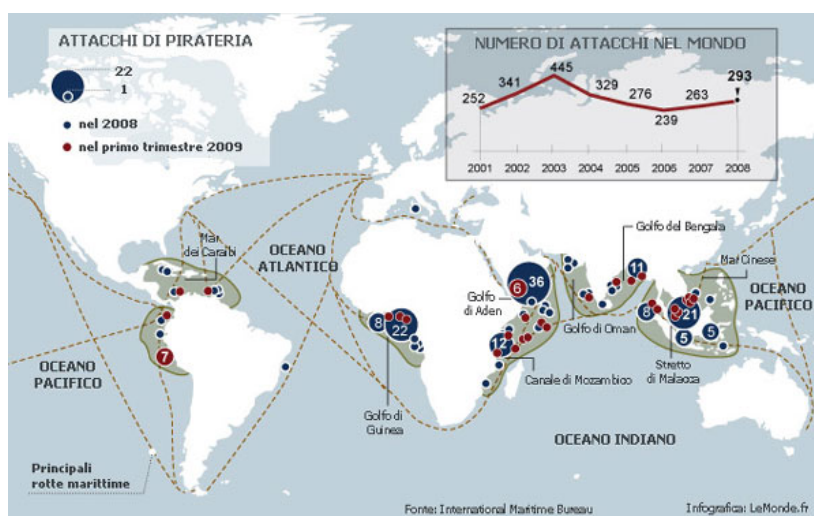 ATTACCHI DI PIRATERIA
22
1
nel 2008
nel primo trimestre 2009
NUMERO DI ATTACCHI NEL MONDO
252
341
445
329
276
239
263
293
2001 2002 2003 2004 2005 2006 2007 2008
Mar
dei Caraibi
OCEANO
ATLANTICO
Golfo del Bengala
Mar Cinese
OCEANO
PACIFICO
11
36
6
Golfo
di Aden
Golfo di Oman
8
22
12
8
21
5
5
7
OCEANO
PACIFICO
Golfo di
Guinea
Canale di Mozambico
Stretto
di Malacca
OCEANO INDIANO
Principali
rotte marittime
Fonte: International Maritime Bureau
Infografica: LeMonde.fr